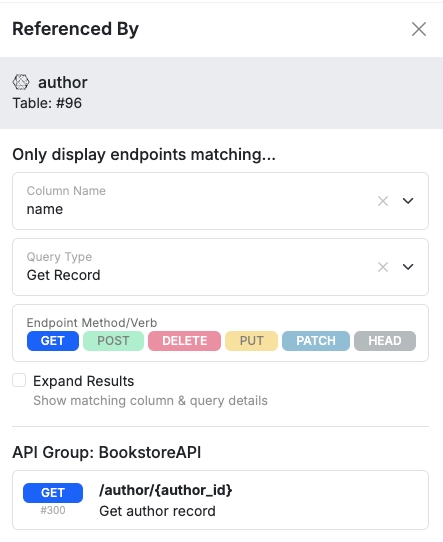 Referenced By
author
Table: #96
Only display endpoints matching...
Column Name
name
Query Type
Get Record
Endpoint Method/Verb
GET POST DELETE PUT PATCH HEAD
Expand Results
Show matching column & query details
API Group: BookstoreAPI
GET /author/{author_id}
#300 Get author record